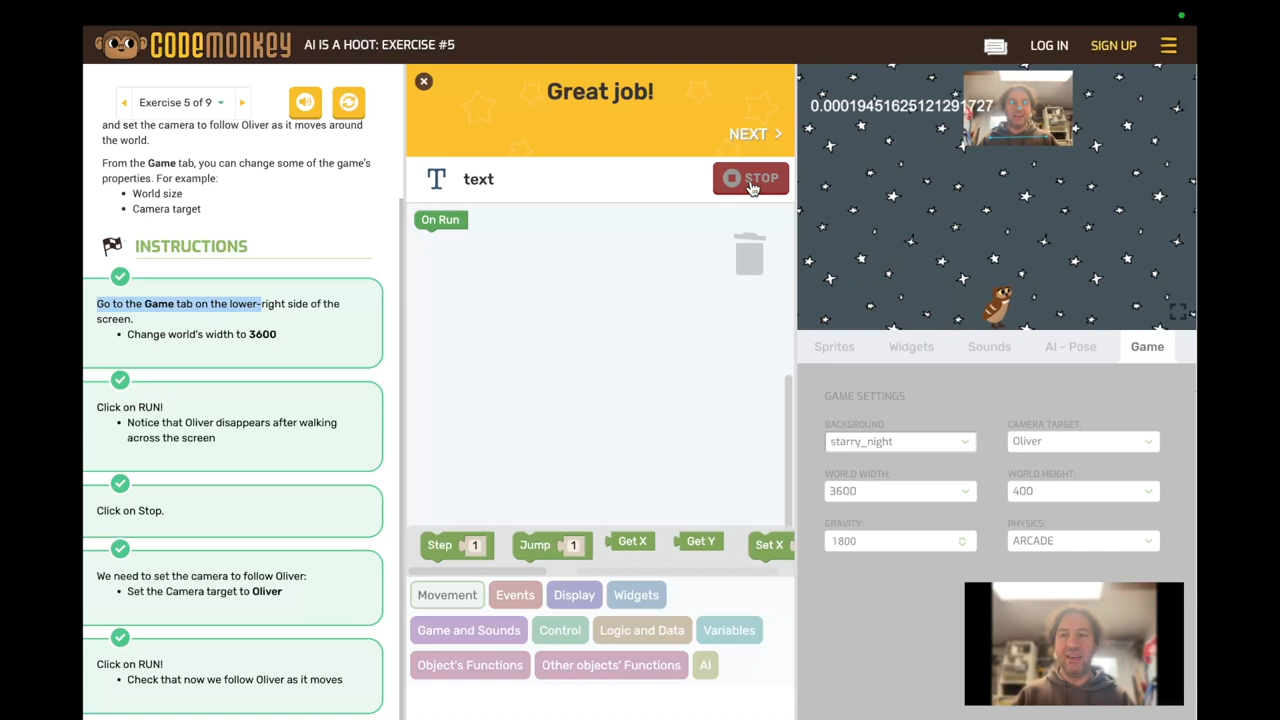 CODEMONKEY
AI IS A HOOT: EXERCISE #5
LOG IN
SIGN UP
Exercise 5 of 9
and set the camera to follow Oliver as it moves around
the world.
From the Game tab, you can change some of the game's
properties. For example:
World size
Camera target
INSTRUCTIONS
Go to the Game tab on the lower-right side of the
screen.
Change world's width to 3600
Click on RUN!
Notice that Oliver disappears after walking
across the screen
Click on Stop.
We need to set the camera to follow Oliver:
Set the Camera target to Oliver
Click on RUN!
Check that now we follow Oliver as it moves
Great job!
NEXT >
T text
STOP
On Run
Step 1
Jump 1
Get X
Get Y
Set X
Movement
Events
Display
Widgets
Game and Sounds
Control
Logic and Data
Variables
Object's Functions
Other objects' Functions
AI
0.00019451625121291727
Sprites
Widgets
Sounds
AI - Pose
Game
GAME SETTINGS
BACKGROUND
starry_night
CAMERA TARGET:
Oliver
WORLD WIDTH:
3600
WORLD HEIGHT:
400
GRAVITY:
1800
PHYSICS:
ARCADE